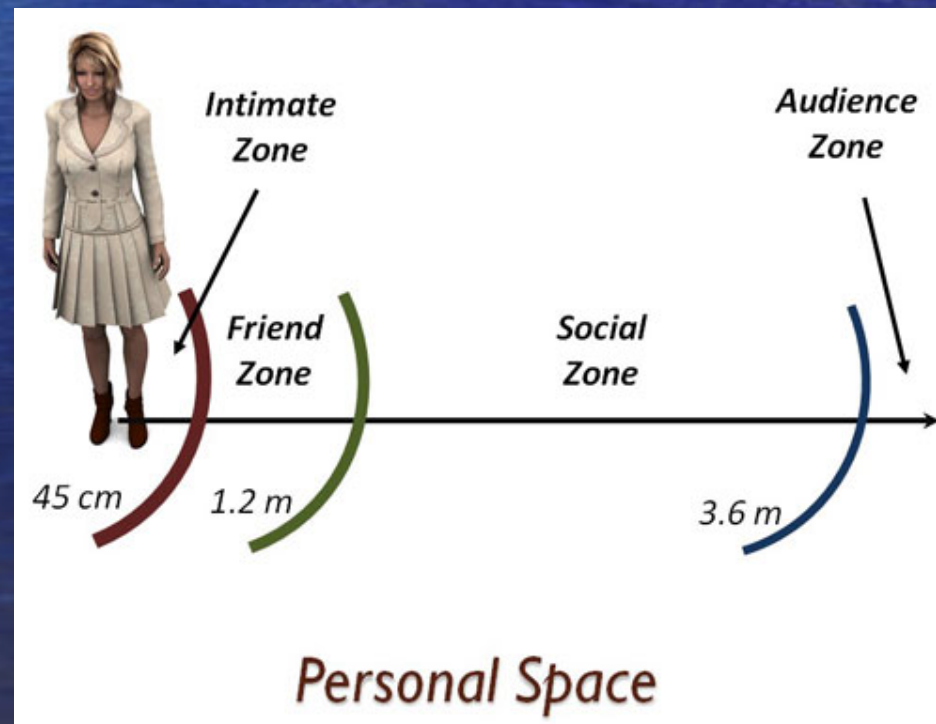 Intimate
Zone
Audience
Zone
Friend
Zone
Social
Zone
45 cm
1.2 m
3.6 m
Personal Space